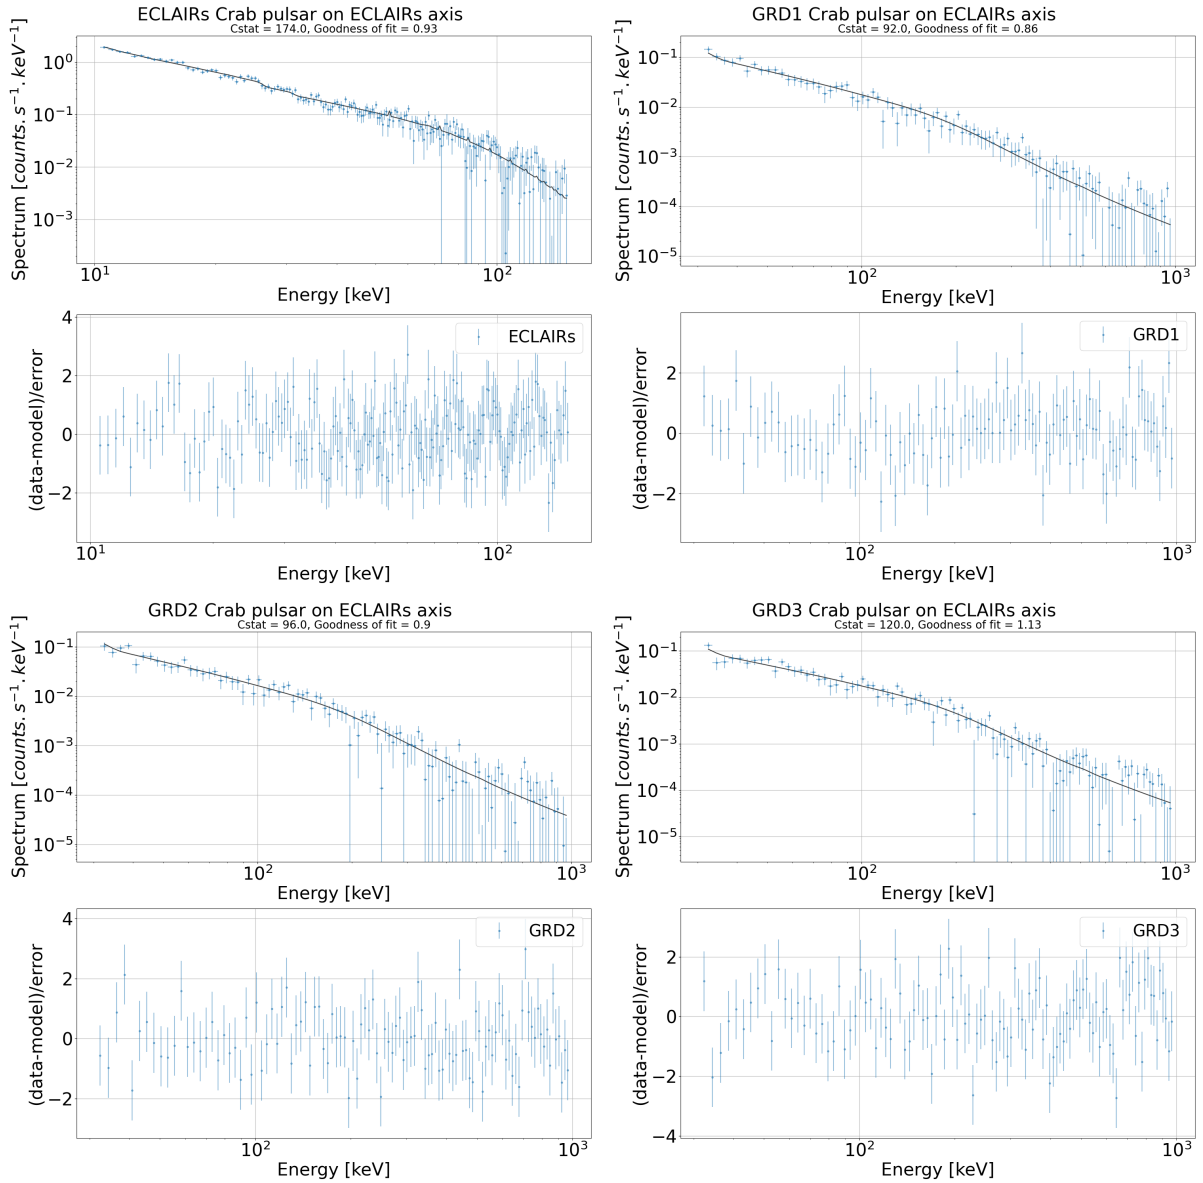 ECLAIRs Crab pulsar on ECLAIRs axis
Cstat = 174.0, Goodness of fit = 0.93
Spectrum [counts.s⁻¹.keV⁻¹]
10⁰
10⁻¹
10⁻²
10⁻³
10¹
10²
Energy [keV]
GRD1 Crab pulsar on ECLAIRs axis
Cstat = 92.0, Goodness of fit = 0.86
Spectrum [counts.s⁻¹.keV⁻¹]
10⁻¹
10⁻²
10⁻³
10⁻⁴
10⁻⁵
10²
10³
Energy [keV]
(data-model)/error
4
2
0
−2
ECLAIRs
10¹
10²
Energy [keV]
(data-model)/error
2
0
−2
GRD1
10²
10³
Energy [keV]
GRD2 Crab pulsar on ECLAIRs axis
Cstat = 96.0, Goodness of fit = 0.9
Spectrum [counts.s⁻¹.keV⁻¹]
10⁻¹
10⁻²
10⁻³
10⁻⁴
10⁻⁵
10²
10³
Energy [keV]
GRD3 Crab pulsar on ECLAIRs axis
Cstat = 120.0, Goodness of fit = 1.13
Spectrum [counts.s⁻¹.keV⁻¹]
10⁻¹
10⁻²
10⁻³
10⁻⁴
10⁻⁵
10²
10³
Energy [keV]
(data-model)/error
4
2
0
−2
GRD2
10²
10³
Energy [keV]
(data-model)/error
2
0
−2
−4
GRD3
10²
10³
Energy [keV]